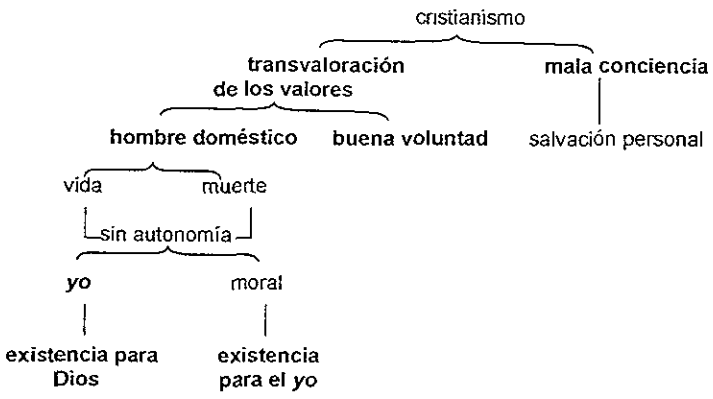 cristianismo
transvaloración mala conciencia
de los valores
hombre doméstico buena voluntad salvación personal
vida muerte
sin autonomía
yo moral
existencia para existencia
Dios para el yo